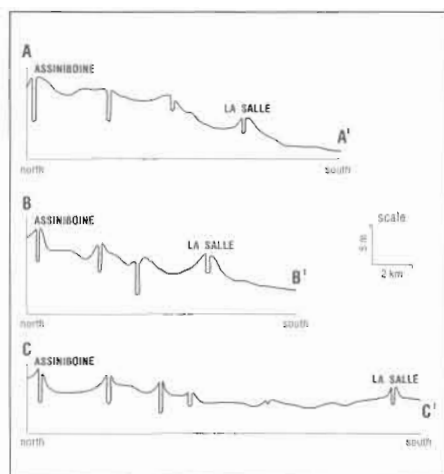 A
ASSINIBOINE
LA SALLE
A'
north
south
B
ASSINIBOINE
LA SALLE
B'
north
south
scale
2 km
C
ASSINIBOINE
LA SALLE
C'
north
south